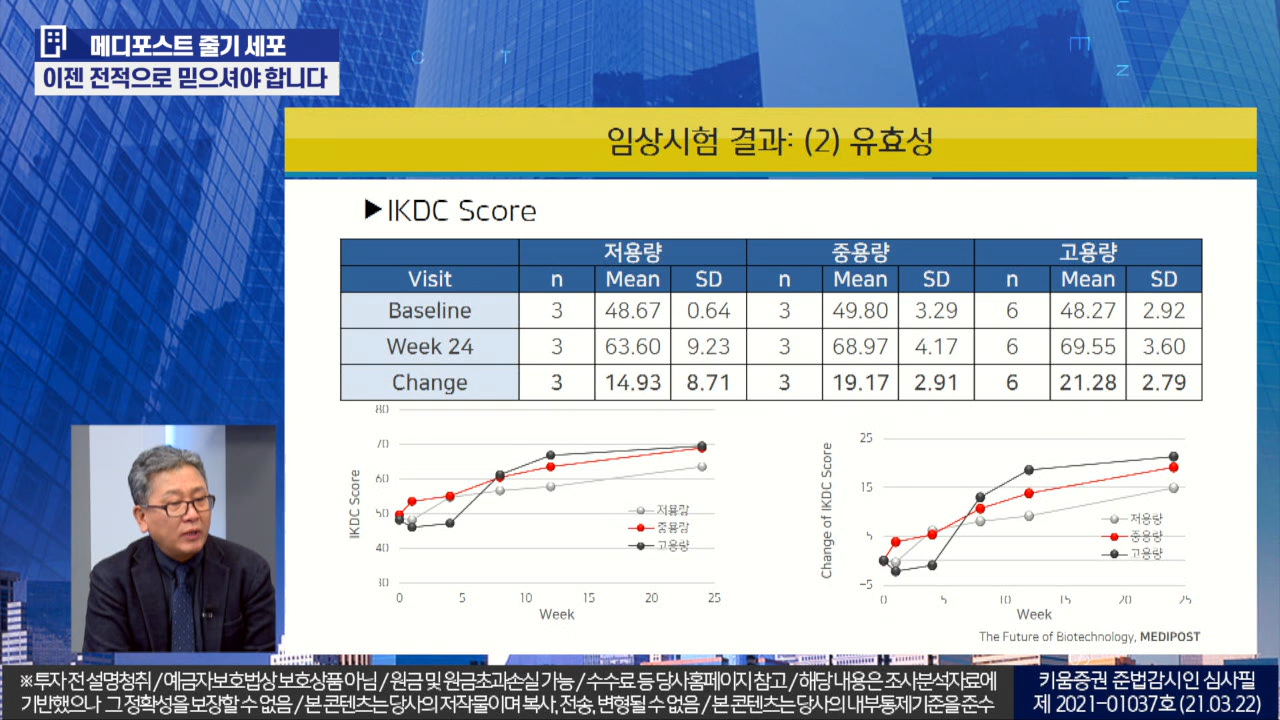 메디포스트 줄기 세포
이젠 전적으로 믿으셔야 합니다
C T
U
E
Z
임상시험 결과: (2) 유효성
▶IKDC Score
저용량 중용량 고용량
Visit n Mean SD n Mean SD n Mean SD
Baseline 3 48.67 0.64 3 49.80 3.29 6 48.27 2.92
Week 24 3 63.60 9.23 3 68.97 4.17 6 69.55 3.60
Change 3 14.93 8.71 3 19.17 2.91 6 21.28 2.79
IKDC Score
80
70
60
50
40
30
0 5 10 15 20 25
Week
저용량
중용량
고용량
Change of IKDC Score
25
15
5
-5
0 5 10 15 20 25
Week
저용량
중용량
고용량
The Future of Biotechnology, MEDIPOST
※투자 전 설명청취 / 예금자보호법상 보호상품 아님 / 원금 및 원금초과손실 가능 / 수수료 등 당사홈페이지 참고 / 해당 내용은 조사분석자료에
기반했으나 그 정확성을 보장할 수 없음 / 본 콘텐츠는 당사의 저작물이며 복사, 전송, 변형될 수 없음 / 본 콘텐츠는 당사의 내부통제기준을 준수
키움증권 준법감시인 심사필
제 2021-01037호 (21.03.22)